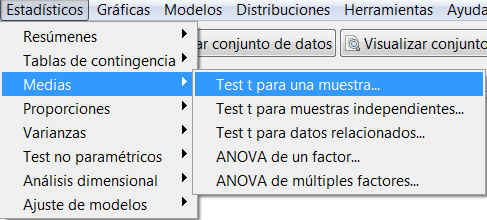 Estadísticos Gráficas Modelos Distribuciones Herramientas Ayuda
Resúmenes
ar conjunto de datos Visualizar conjunto
Tablas de contingencia
Medias
Test t para una muestra...
Proporciones
Test t para muestras independientes...
Varianzas
Test t para datos relacionados...
Test no paramétricos
ANOVA de un factor...
Análisis dimensional
ANOVA de múltiples factores...
Ajuste de modelos